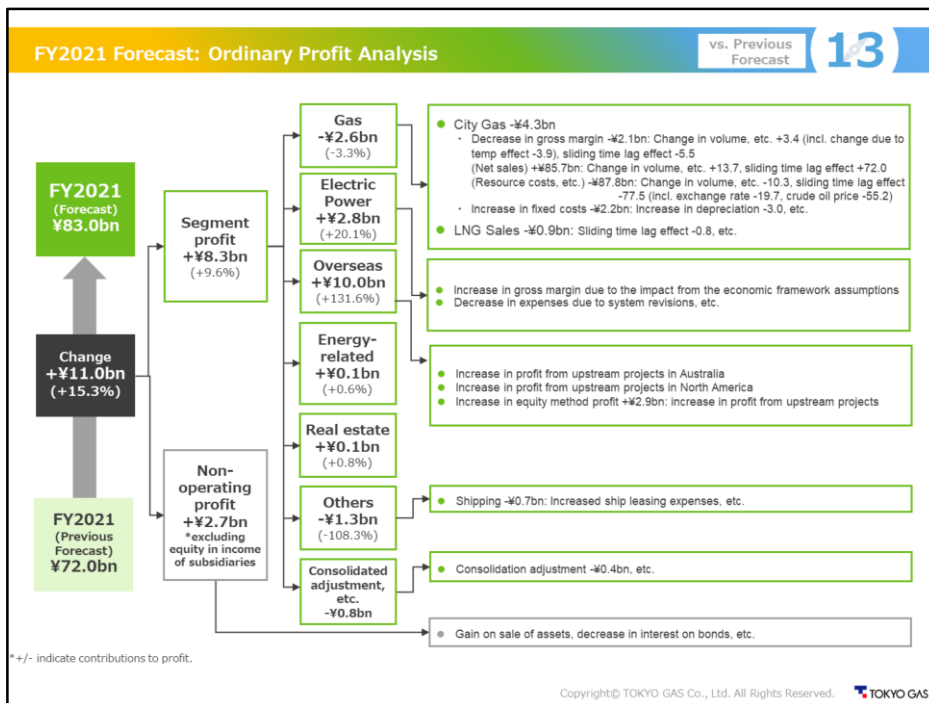 FY2021 Forecast: Ordinary Profit Analysis
vs. Previous
Forecast
13
FY2021
(Forecast)
¥83.0bn
Change
+¥11.0bn
(+15.3%)
FY2021
(Previous
Forecast)
¥72.0bn
Segment
profit
+¥8.3bn
(+9.6%)
Non-
operating
profit
+¥2.7bn
*excluding
equity in income
of subsidiaries
Gas
-¥2.6bn
(-3.3%)
Electric
Power
+¥2.8bn
(+20.1%)
Overseas
+¥10.0bn
(+131.6%)
Energy-
related
+¥0.1bn
(+0.6%)
Real estate
+¥0.1bn
(+0.8%)
Others
-¥1.3bn
(-108.3%)
Consolidated
adjustment,
etc.
-¥0.8bn
● City Gas -¥4.3bn
・Decrease in gross margin -¥2.1bn: Change in volume, etc. +3.4 (incl. change due to
temp effect -3.9), sliding time lag effect -5.5
(Net sales) +¥85.7bn: Change in volume, etc. +13.7, sliding time lag effect +72.0
(Resource costs, etc.) -¥87.8bn: Change in volume, etc. -10.3, sliding time lag effect
-77.5 (incl. exchange rate -19.7, crude oil price -55.2)
・Increase in fixed costs -¥2.2bn: Increase in depreciation -3.0, etc.
● LNG Sales -¥0.9bn: Sliding time lag effect -0.8, etc.
● Increase in gross margin due to the impact from the economic framework assumptions
● Decrease in expenses due to system revisions, etc.
● Increase in profit from upstream projects in Australia
● Increase in profit from upstream projects in North America
● Increase in equity method profit +¥2.9bn: increase in profit from upstream projects
● Shipping -¥0.7bn: Increased ship leasing expenses, etc.
● Consolidation adjustment -¥0.4bn, etc.
● Gain on sale of assets, decrease in interest on bonds, etc.
*+/- indicate contributions to profit.
Copyright© TOKYO GAS Co., Ltd. All Rights Reserved.
TOKYO GAS